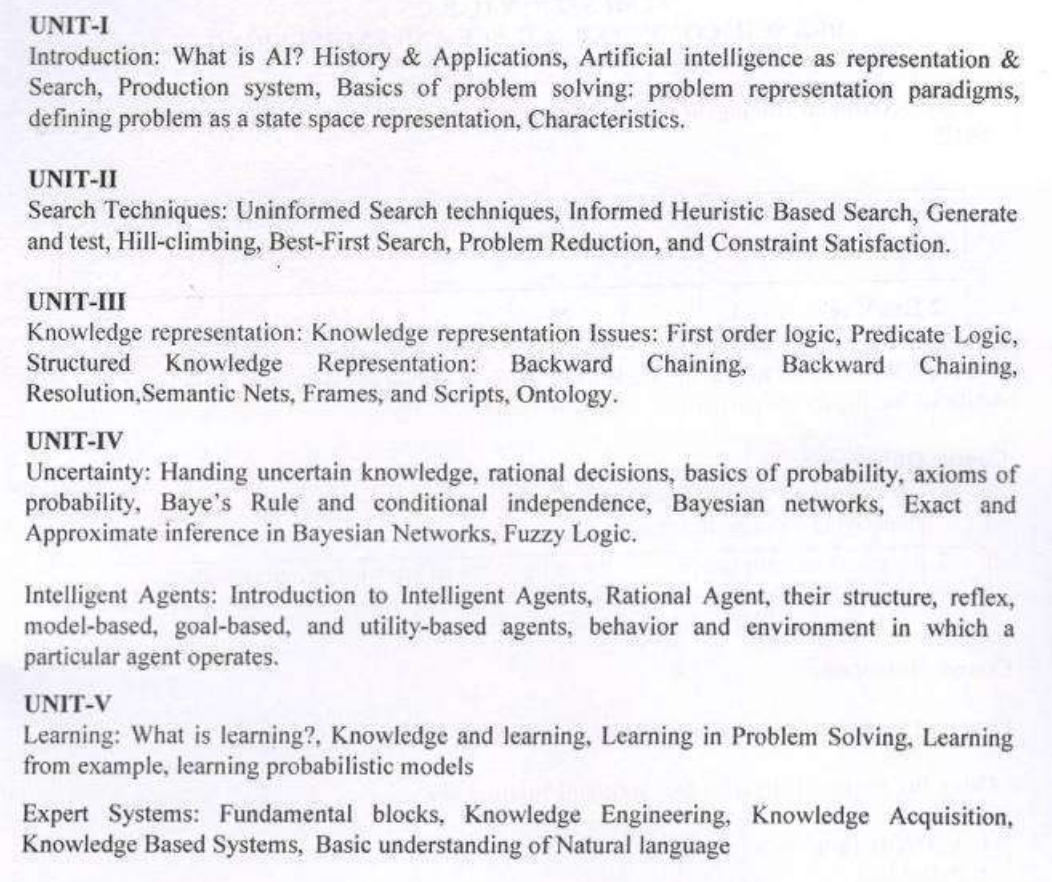 UNIT-I
Introduction: What is AI? History & Applications, Artificial intelligence as representation &
Search, Production system, Basics of problem solving: problem representation paradigms,
defining problem as a state space representation, Characteristics.
UNIT-II
Search Techniques: Uninformed Search techniques, Informed Heuristic Based Search, Generate
and test, Hill-climbing, Best-First Search, Problem Reduction, and Constraint Satisfaction.
UNIT-III
Knowledge representation: Knowledge representation Issues: First order logic, Predicate Logic,
Structured Knowledge Representation: Backward Chaining, Backward Chaining,
Resolution,Semantic Nets, Frames, and Scripts, Ontology.
UNIT-IV
Uncertainty: Handing uncertain knowledge, rational decisions, basics of probability, axioms of
probability, Baye's Rule and conditional independence, Bayesian networks, Exact and
Approximate inference in Bayesian Networks, Fuzzy Logic.
Intelligent Agents: Introduction to Intelligent Agents, Rational Agent, their structure, reflex,
model-based, goal-based, and utility-based agents, behavior and environment in which a
particular agent operates.
UNIT-V
Learning: What is learning?, Knowledge and learning, Learning in Problem Solving, Learning
from example, learning probabilistic models
Expert Systems: Fundamental blocks, Knowledge Engineering, Knowledge Acquisition,
Knowledge Based Systems, Basic understanding of Natural language